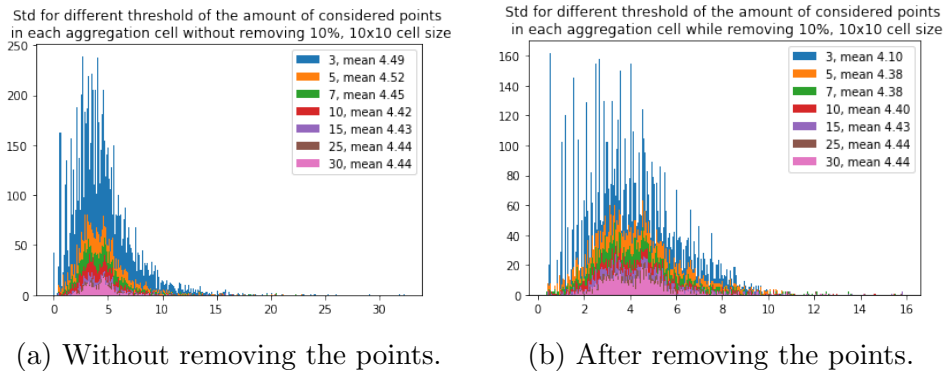 Std for different threshold of the amount of considered points
in each aggregation cell without removing 10%, 10x10 cell size
250
200
150
100
50
0
0 5 10 15 20 25 30
3, mean 4.49
5, mean 4.52
7, mean 4.45
10, mean 4.42
15, mean 4.43
25, mean 4.44
30, mean 4.44
(a) Without removing the points.
Std for different threshold of the amount of considered points
in each aggregation cell while removing 10%, 10x10 cell size
160
140
120
100
80
60
40
20
0
0 2 4 6 8 10 12 14 16
3, mean 4.10
5, mean 4.38
7, mean 4.38
10, mean 4.40
15, mean 4.43
25, mean 4.44
30, mean 4.44
(b) After removing the points.